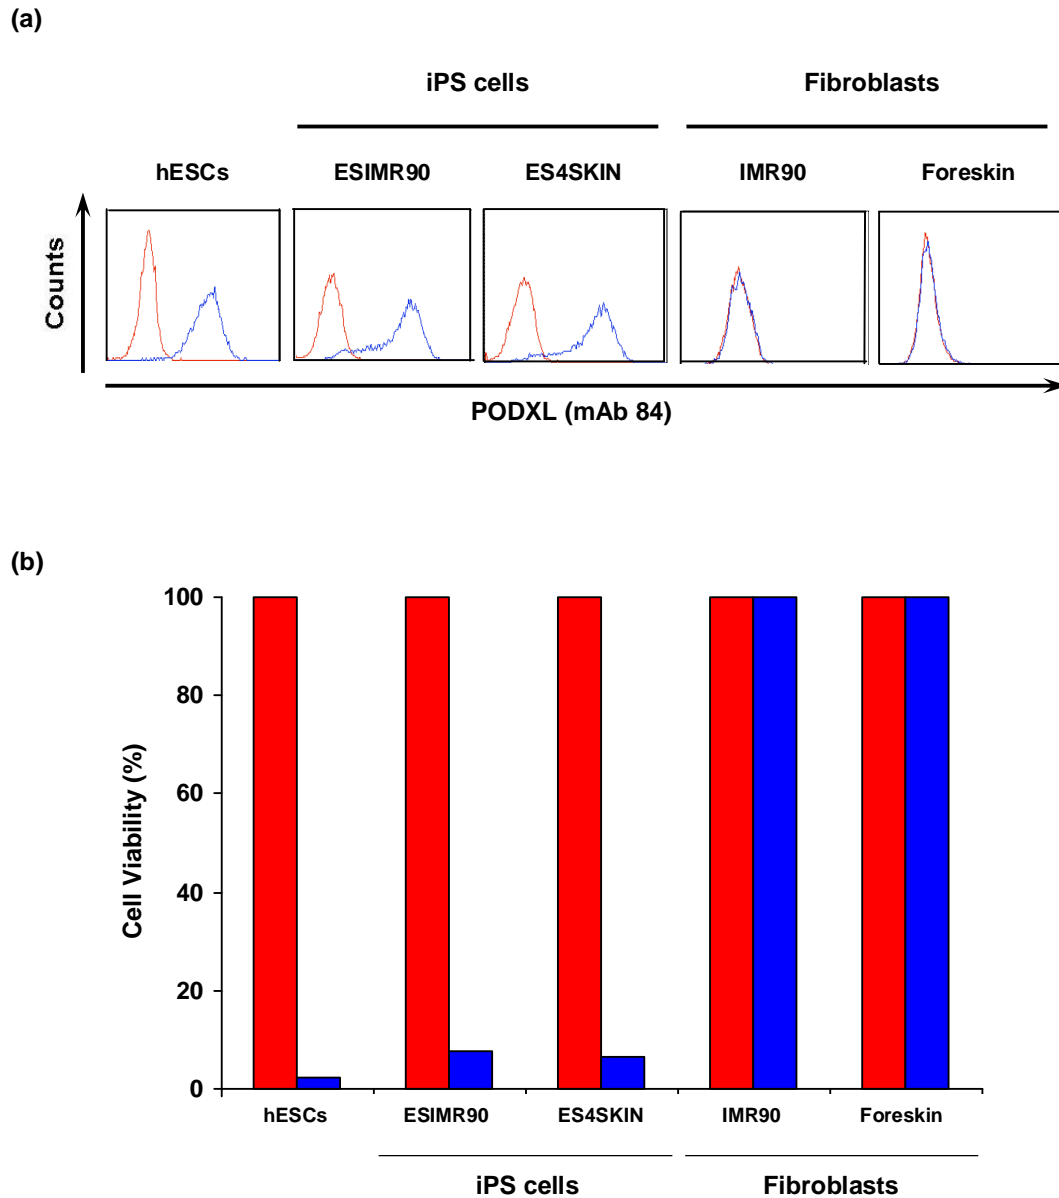 (a)
iPS cells Fibroblasts
hESCs ESIMR90 ES4SKIN IMR90 Foreskin
Counts
PODXL (mAb 84)
(b)
100
80
60
40
20
0
Cell Viability (%)
hESCs ESIMR90 ES4SKIN IMR90 Foreskin
iPS cells Fibroblasts